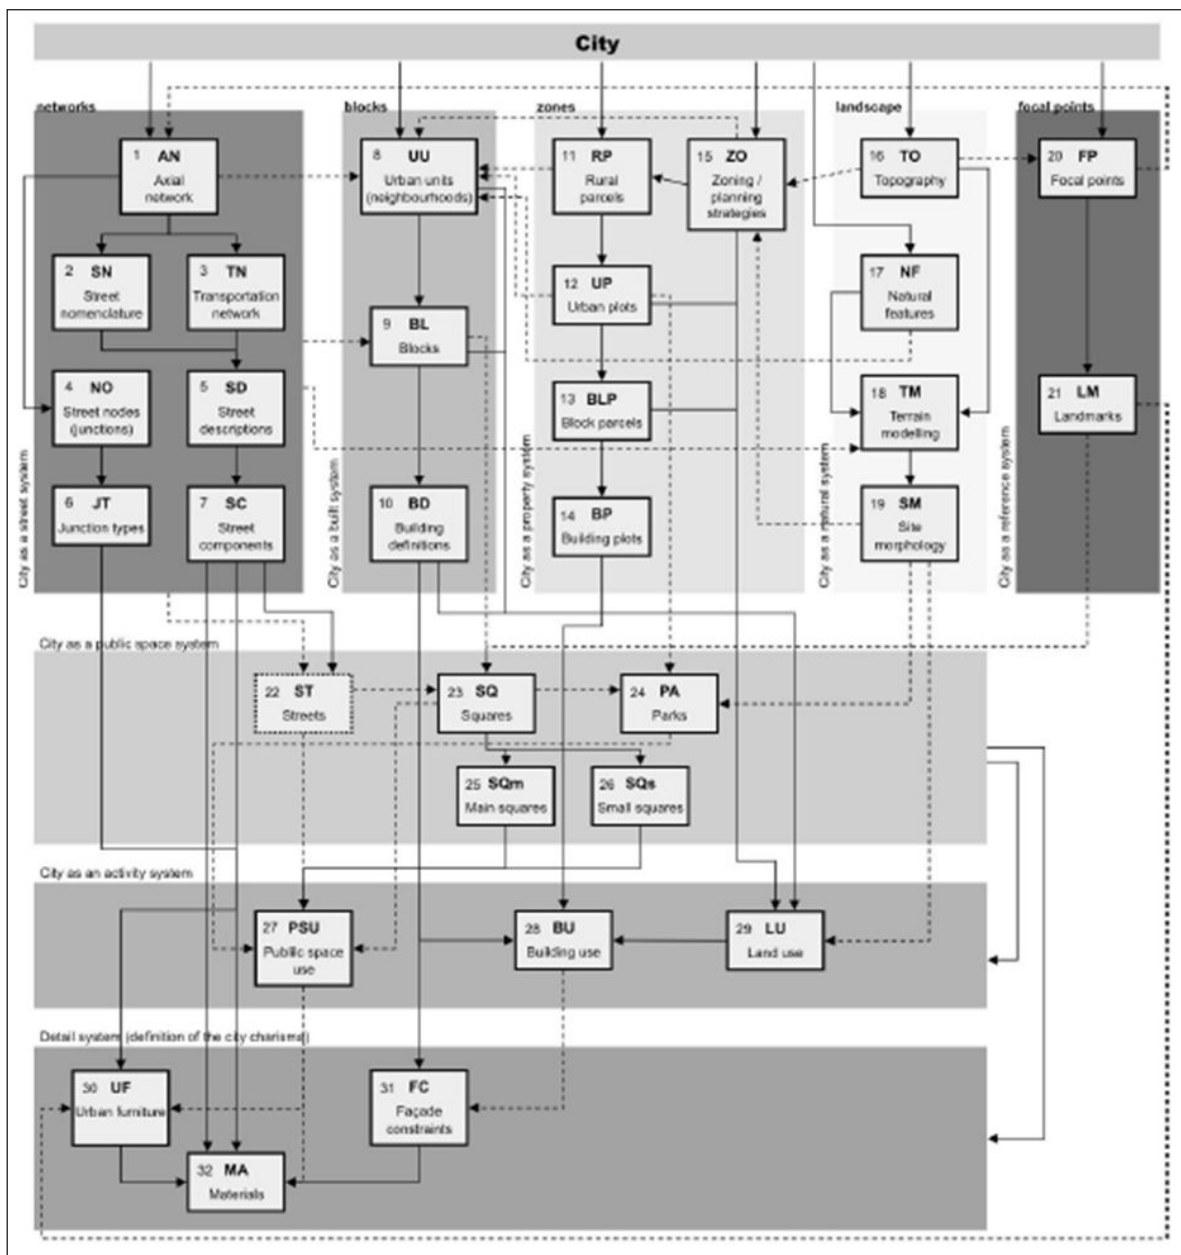 City
networks
blocks
zones
landscape
focal points
1 AN
Axial
network
8 UU
Urban units
(neighbourhoods)
11 RP
Rural
parcels
15 ZO
Zoning /
planning
strategies
16 TO
Topography
20 FP
Focal points
2 SN
Street
nomenclature
3 TN
Transportation
network
9 BL
Blocks
12 UP
Urban plots
17 NF
Natural
features
4 NO
Street nodes
(junctions)
5 SD
Street
descriptions
13 BLP
Block parcels
18 TM
Terrain
modelling
21 LM
Landmarks
6 JT
Junction types
7 SC
Street
components
10 BD
Building
definitions
14 BP
Building plots
19 SM
Site
morphology
City as a street system
City as a built system
City as a property system
City as a natural system
City as a reference system
City as a public space system
22 ST
Streets
23 SQ
Squares
24 PA
Parks
25 SQm
Main squares
26 SQs
Small squares
City as an activity system
27 PSU
Public space
use
28 BU
Building use
29 LU
Land use
Detail system (definition of the city charisma)
30 UF
Urban furniture
31 FC
Façade
constraints
32 MA
Materials